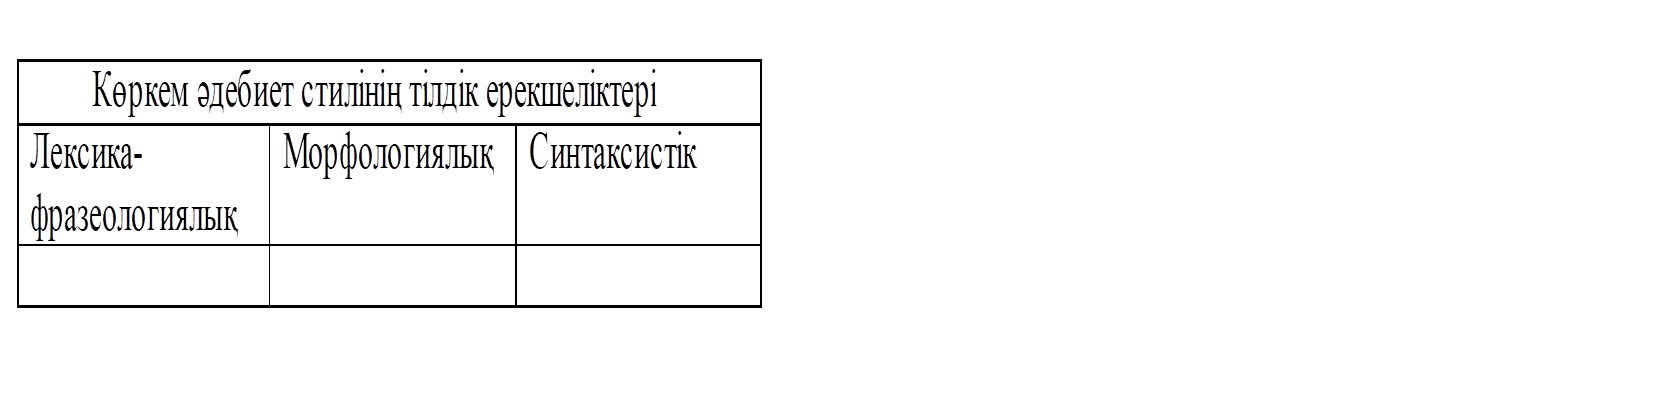 Көркем әдебиет стилінің тілдік ерекшеліктері
Лексика-
фразеологиялық
Морфологиялық
Синтаксистік